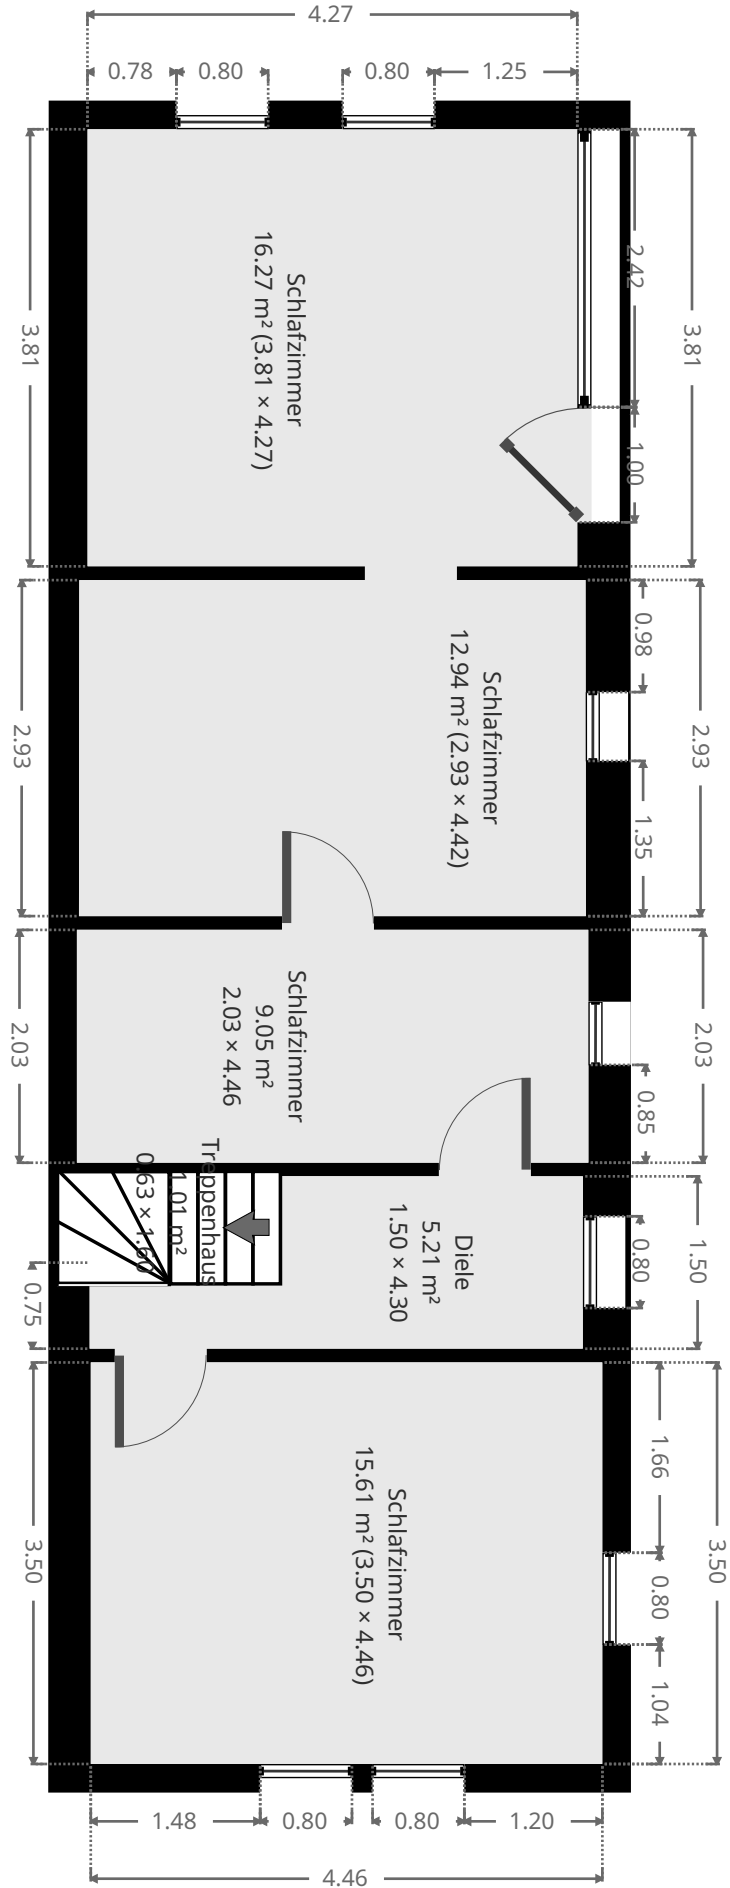 4.27
0.78
0.80
0.80
1.25
3.81
2.42
3.81
Schlafzimmer
16.27 m² (3.81 × 4.27)
1.00
2.93
0.98
2.93
Schlafzimmer
12.94 m² (2.93 × 4.42)
1.35
2.03
Schlafzimmer
9.05 m²
2.03 × 4.46
2.03
0.85
Treppenhaus
1.01 m²
0.63 × 1.60
Diele
5.21 m²
1.50 × 4.30
0.80
1.50
0.75
3.50
Schlafzimmer
15.61 m² (3.50 × 4.46)
1.66
0.80
1.04
3.50
1.48
0.80
0.80
1.20
4.46